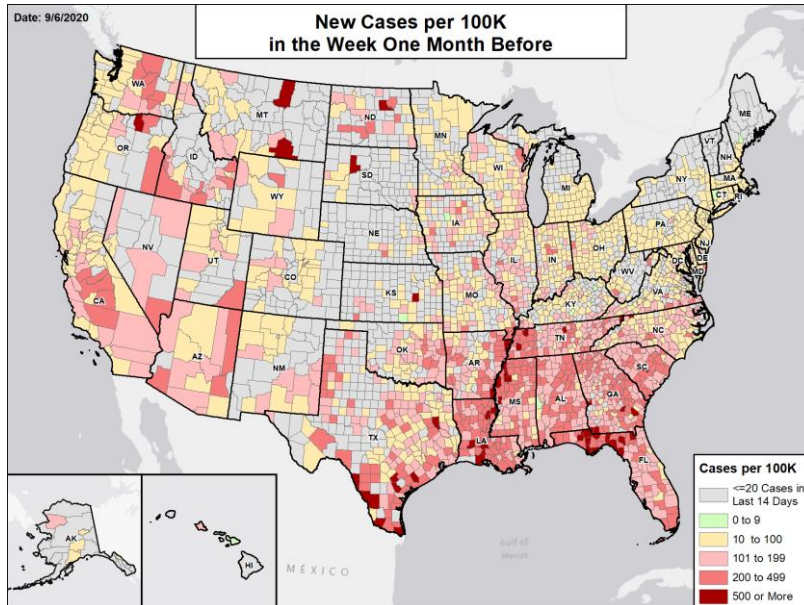 Date: 9/6/2020
New Cases per 100K
in the Week One Month Before
WA
MT
ND
MN
ME
VT
NH
OR
ID
SD
WI
NY
MA
CT
RI
WY
MI
IA
PA
NJ
NV
NE
OH
DE
MD
DC
UT
CO
IL
IN
WV
VA
CA
KS
MO
KY
NC
AZ
NM
OK
AR
TN
SC
MS
AL
GA
TX
LA
FL
Gulf of
Mexico
MÉXICO
AK
HI
Cases per 100K
<=20 Cases in
Last 14 Days
0 to 9
10 to 100
101 to 199
200 to 499
500 or More